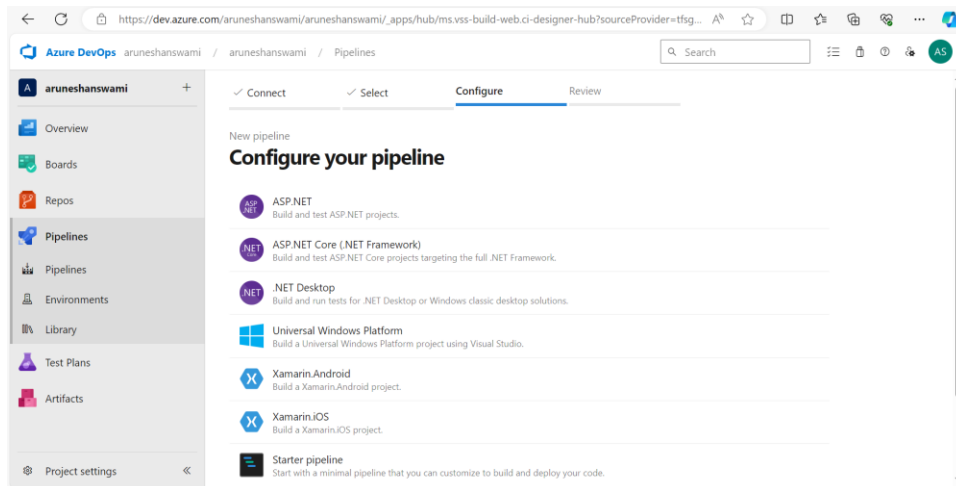 https://dev.azure.com/aruneshanswami/aruneshanswami/_apps/hub/ms.vss-build-web.ci-designer-hub?sourceProvider=tfsg...
Azure DevOps aruneshanswami / aruneshanswami / Pipelines
Search
AS
A aruneshanswami
Overview
Boards
Repos
Pipelines
Pipelines
Environments
Library
Test Plans
Artifacts
Project settings
Connect
Select
Configure
Review
New pipeline
Configure your pipeline
ASP.NET
Build and test ASP.NET projects.
ASP.NET Core (.NET Framework)
Build and test ASP.NET Core projects targeting the full .NET Framework.
.NET Desktop
Build and run tests for .NET Desktop or Windows classic desktop solutions.
Universal Windows Platform
Build a Universal Windows Platform project using Visual Studio.
Xamarin.Android
Build a Xamarin.Android project.
Xamarin.iOS
Build a Xamarin.iOS project.
Starter pipeline
Start with a minimal pipeline that you can customize to build and deploy your code.